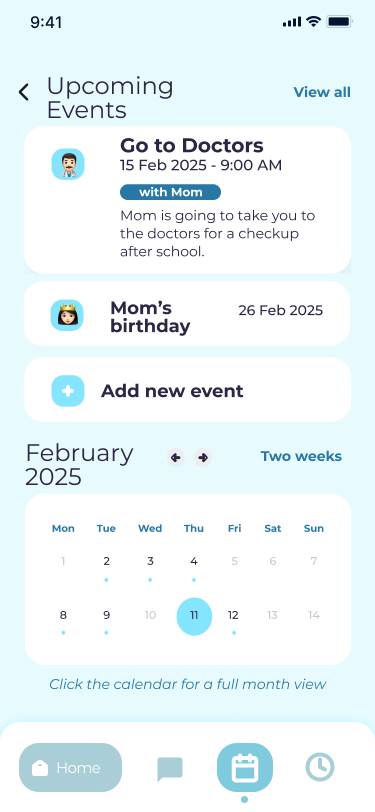 9:41
Upcoming
Events
View all
Go to Doctors
15 Feb 2025 - 9:00 AM
with Mom
Mom is going to take you to
the doctors for a checkup
after school.
Mom's
birthday
26 Feb 2025
Add new event
February
2025
Two weeks
Mon Tue Wed Thu Fri Sat Sun
1 2 3 4 5 6 7
8 9 10 11 12 13 14
Click the calendar for a full month view
Home